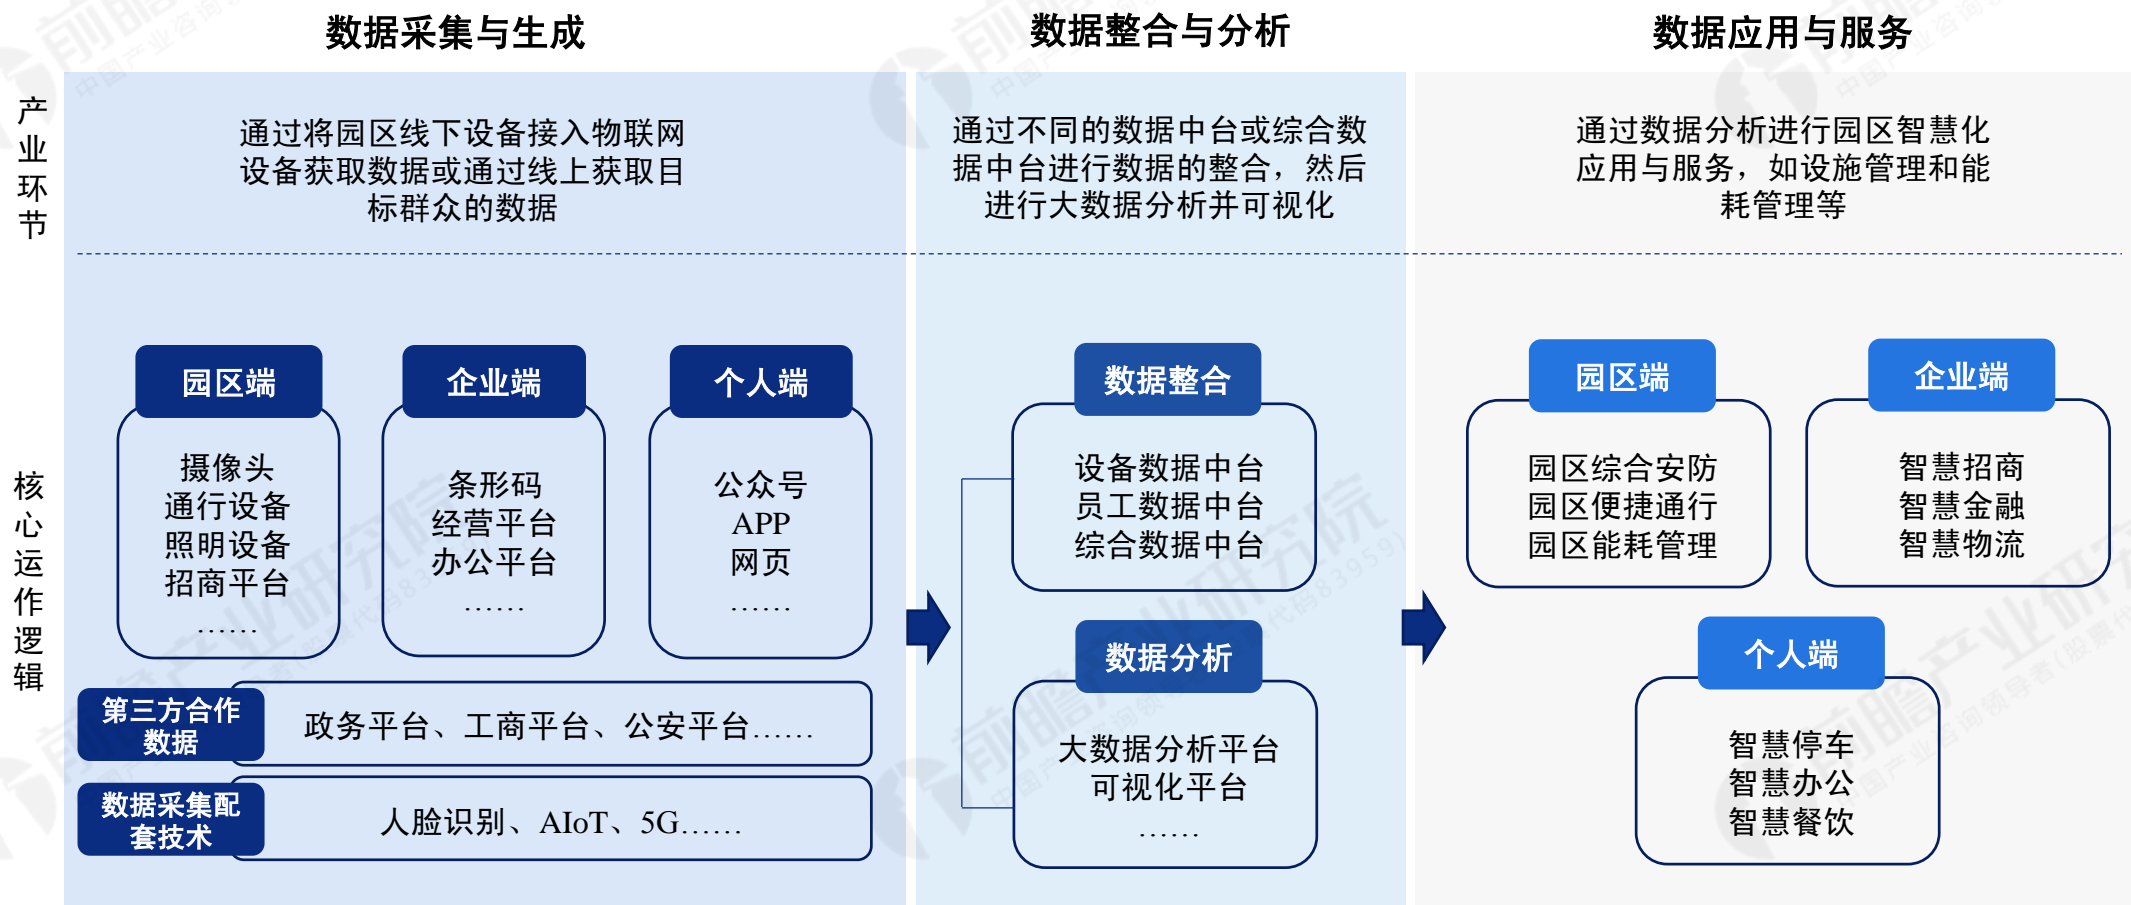 数据采集与生成
数据整合与分析
数据应用与服务
产业环节
通过将园区线下设备接入物联网
设备获取数据或通过线上获取目
标群众的数据
通过不同的数据中台或综合数
据中台进行数据的整合，然后
进行大数据分析并可视化
通过数据分析进行园区智慧化
应用与服务，如设施管理和能
耗管理等
核心运作逻辑
园区端
摄像头
通行设备
照明设备
招商平台
……
企业端
条形码
经营平台
办公平台
……
个人端
公众号
APP
网页
……
第三方合作
数据
政务平台、工商平台、公安平台……
数据采集配
套技术
人脸识别、AIoT、5G……
数据整合
设备数据中台
员工数据中台
综合数据中台
数据分析
大数据分析平台
可视化平台
……
园区端
园区综合安防
园区便捷通行
园区能耗管理
企业端
智慧招商
智慧金融
智慧物流
个人端
智慧停车
智慧办公
智慧餐饮
前瞻产业研究院